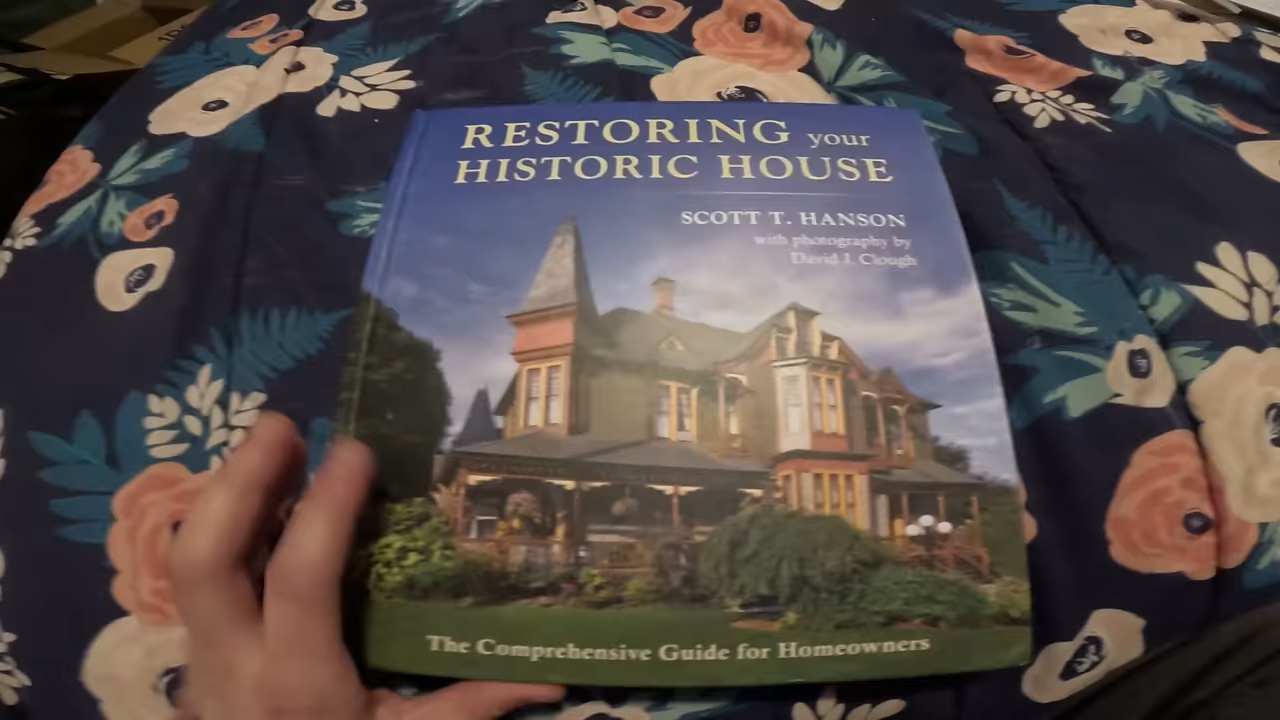 RESTORING your
HISTORIC HOUSE
SCOTT T. HANSON
with photography by
David J. Clough
The Comprehensive Guide for Homeowners